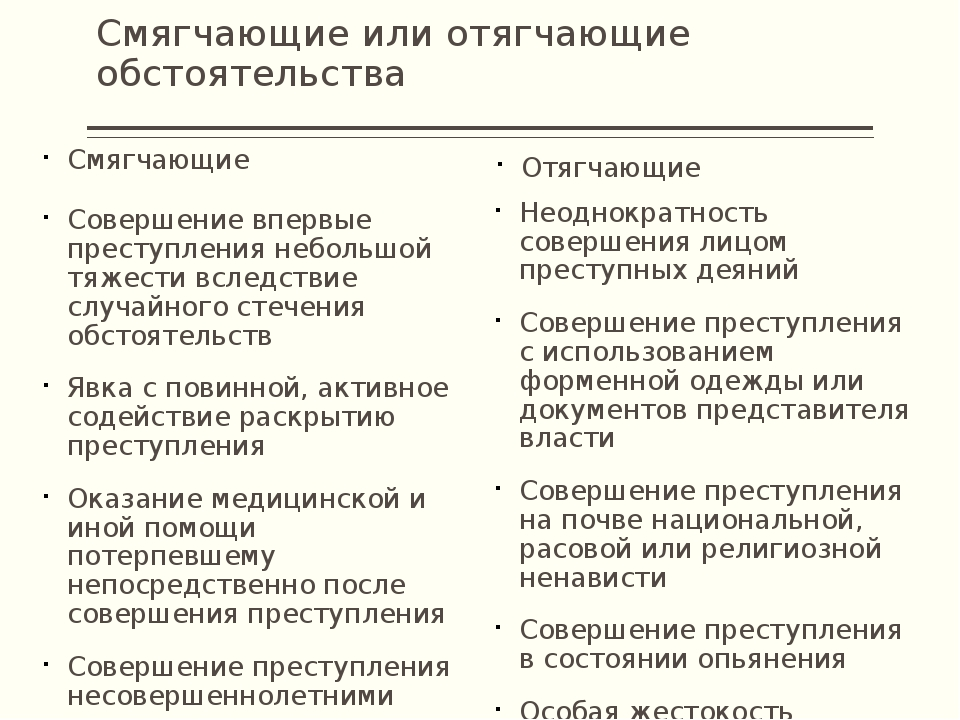 Смягчающие или отягчающие
обстоятельства
Смягчающие
Совершение впервые
преступления небольшой
тяжести вследствие
случайного стечения
обстоятельств
Явка с повинной, активное
содействие раскрытию
преступления
Оказание медицинской и
иной помощи
потерпевшему
непосредственно после
совершения преступления
Совершение преступления
несовершеннолетними
Отягчающие
Неоднократность
совершения лицом
преступных деяний
Совершение преступления
с использованием
форменной одежды или
документов представителя
власти
Совершение преступления
на почве национальной,
расовой или религиозной
ненависти
Совершение преступления
в состоянии опьянения
Особая жестокость